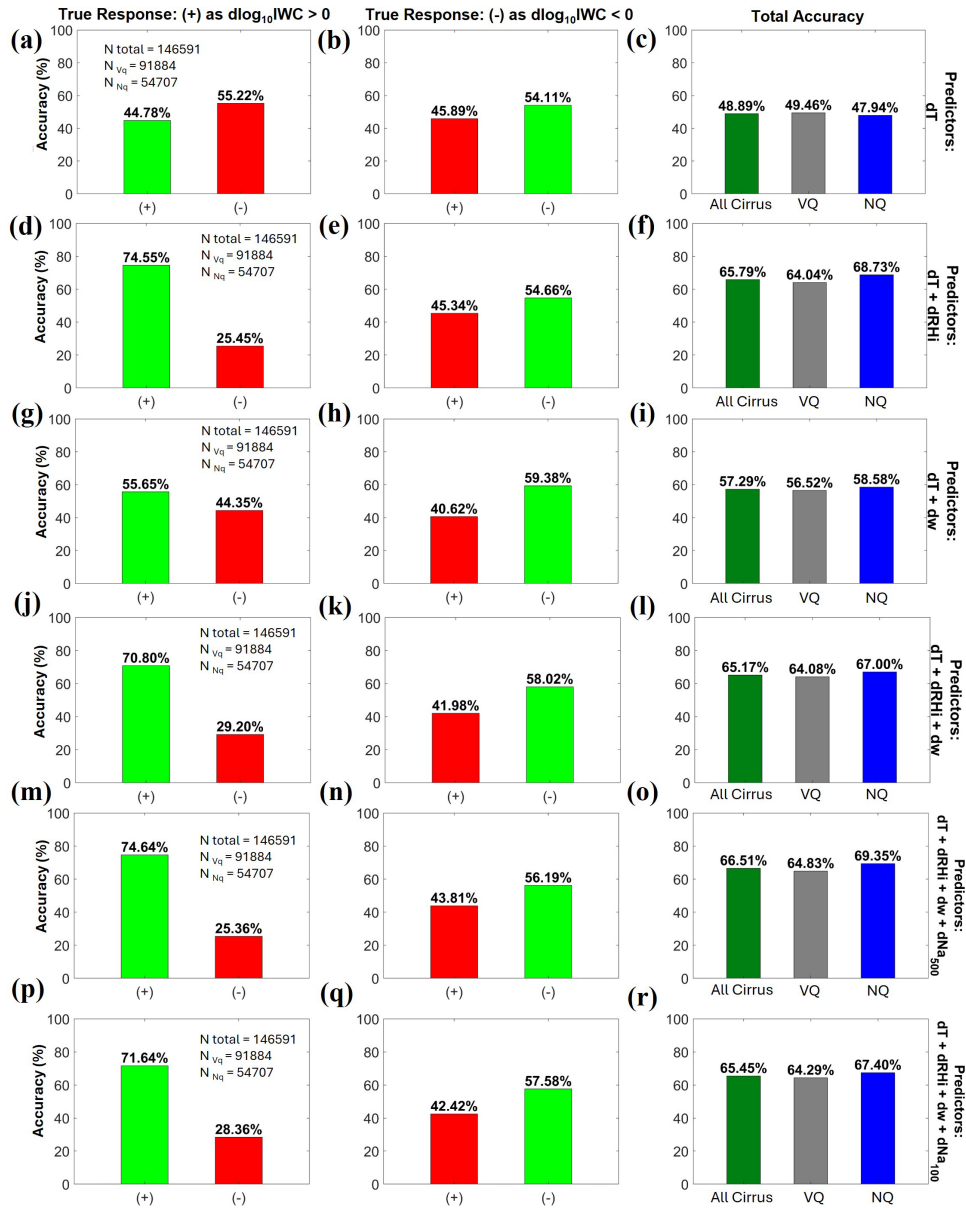 True Response: (+) as dlog₁₀IWC > 0
True Response: (-) as dlog₁₀IWC < 0
Total Accuracy
(a)
Accuracy (%)
100
80
60
40
20
0
N total = 146591
N Vq = 91884
N Nq = 54707
44.78%
55.22%
(+)
(-)
(b)
100
80
60
40
20
0
45.89%
54.11%
(+)
(-)
(c)
100
80
60
40
20
0
48.89%
49.46%
47.94%
All Cirrus
VQ
NQ
Predictors:
dT
(d)
Accuracy (%)
100
80
60
40
20
0
N total = 146591
N Vq = 91884
N Nq = 54707
74.55%
25.45%
(+)
(-)
(e)
100
80
60
40
20
0
45.34%
54.66%
(+)
(-)
(f)
100
80
60
40
20
0
65.79%
64.04%
68.73%
All Cirrus
VQ
NQ
Predictors:
dT + dRHi
(g)
Accuracy (%)
100
80
60
40
20
0
N total = 146591
N Vq = 91884
N Nq = 54707
55.65%
44.35%
(+)
(-)
(h)
100
80
60
40
20
0
40.62%
59.38%
(+)
(-)
(i)
100
80
60
40
20
0
57.29%
56.52%
58.58%
All Cirrus
VQ
NQ
Predictors:
dT + dw
(j)
Accuracy (%)
100
80
60
40
20
0
N total = 146591
N Vq = 91884
N Nq = 54707
70.80%
29.20%
(+)
(-)
(k)
100
80
60
40
20
0
41.98%
58.02%
(+)
(-)
(l)
100
80
60
40
20
0
65.17%
64.08%
67.00%
All Cirrus
VQ
NQ
Predictors:
dT + dRHi + dw
(m)
Accuracy (%)
100
80
60
40
20
0
N total = 146591
N Vq = 91884
N Nq = 54707
74.64%
25.36%
(+)
(-)
(n)
100
80
60
40
20
0
43.81%
56.19%
(+)
(-)
(o)
100
80
60
40
20
0
66.51%
64.83%
69.35%
All Cirrus
VQ
NQ
Predictors:
dT + dRHi + dw + dNa₅₀₀
(p)
Accuracy (%)
100
80
60
40
20
0
N total = 146591
N Vq = 91884
N Nq = 54707
71.64%
28.36%
(+)
(-)
(q)
100
80
60
40
20
0
42.42%
57.58%
(+)
(-)
(r)
100
80
60
40
20
0
65.45%
64.29%
67.40%
All Cirrus
VQ
NQ
Predictors:
dT + dRHi + dw + dNa₁₀₀